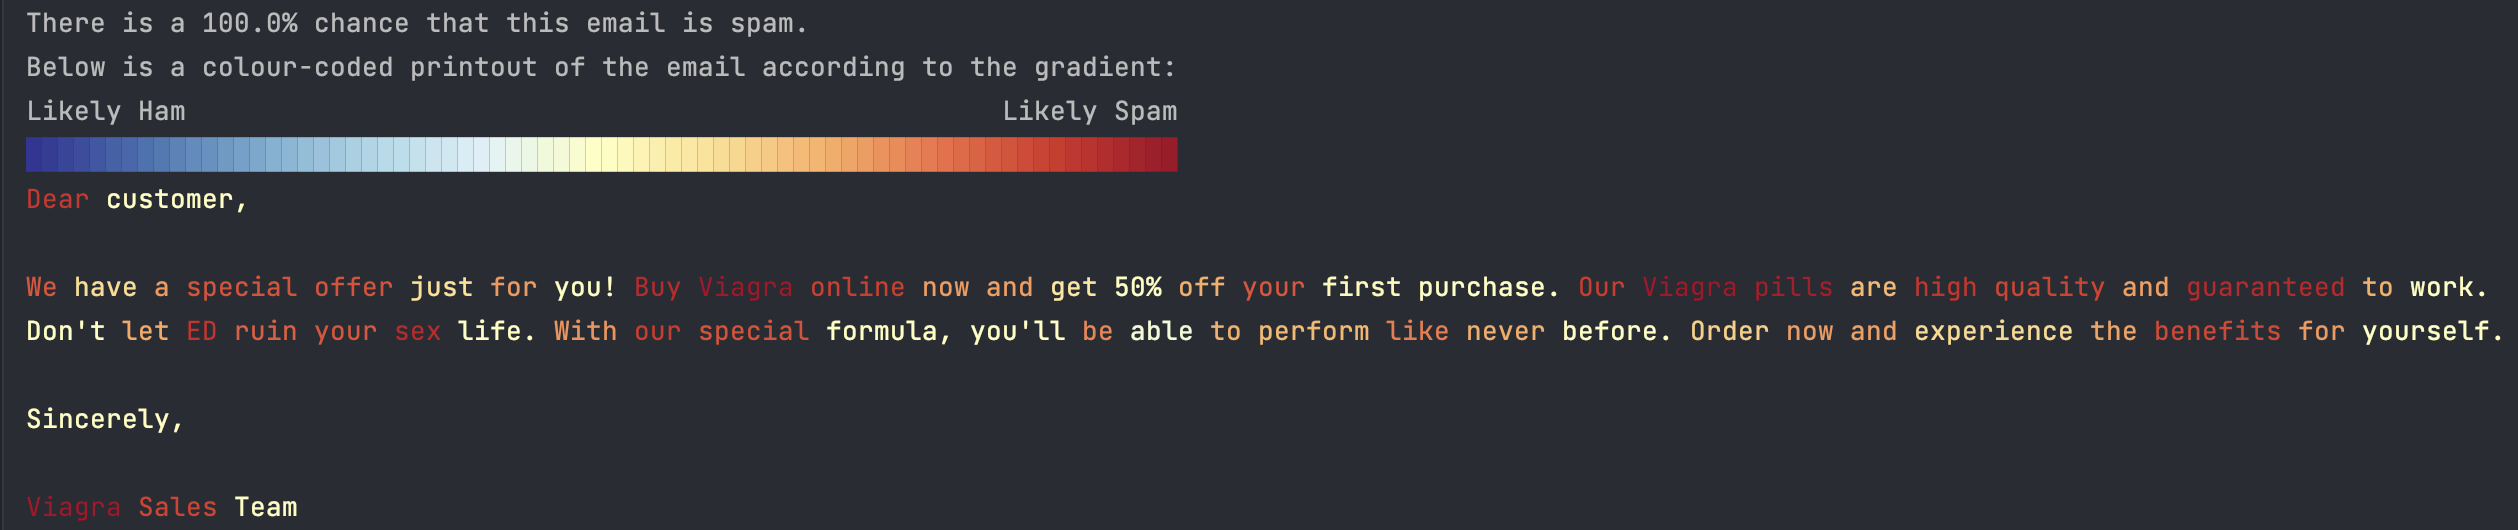 There is a 100.0% chance that this email is spam.
Below is a colour-coded printout of the email according to the gradient:
Likely Ham Likely Spam
Dear customer,
We have a special offer just for you! Buy Viagra online now and get 50% off your first purchase. Our Viagra pills are high quality and guaranteed to work.
Don't let ED ruin your sex life. With our special formula, you'll be able to perform like never before. Order now and experience the benefits for yourself.
Sincerely,
Viagra Sales Team